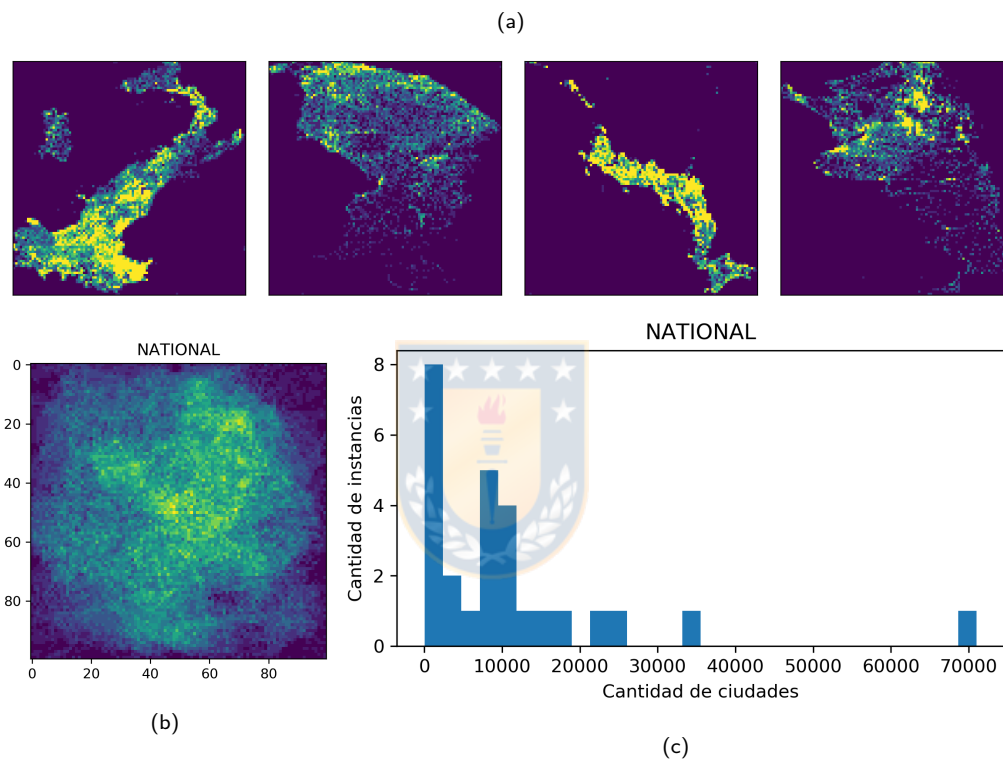 (a)
NATIONAL
0
20
40
60
80
0 20 40 60 80
(b)
NATIONAL
Cantidad de instancias
8
6
4
2
0
0 10000 20000 30000 40000 50000 60000 70000
Cantidad de ciudades
(c)